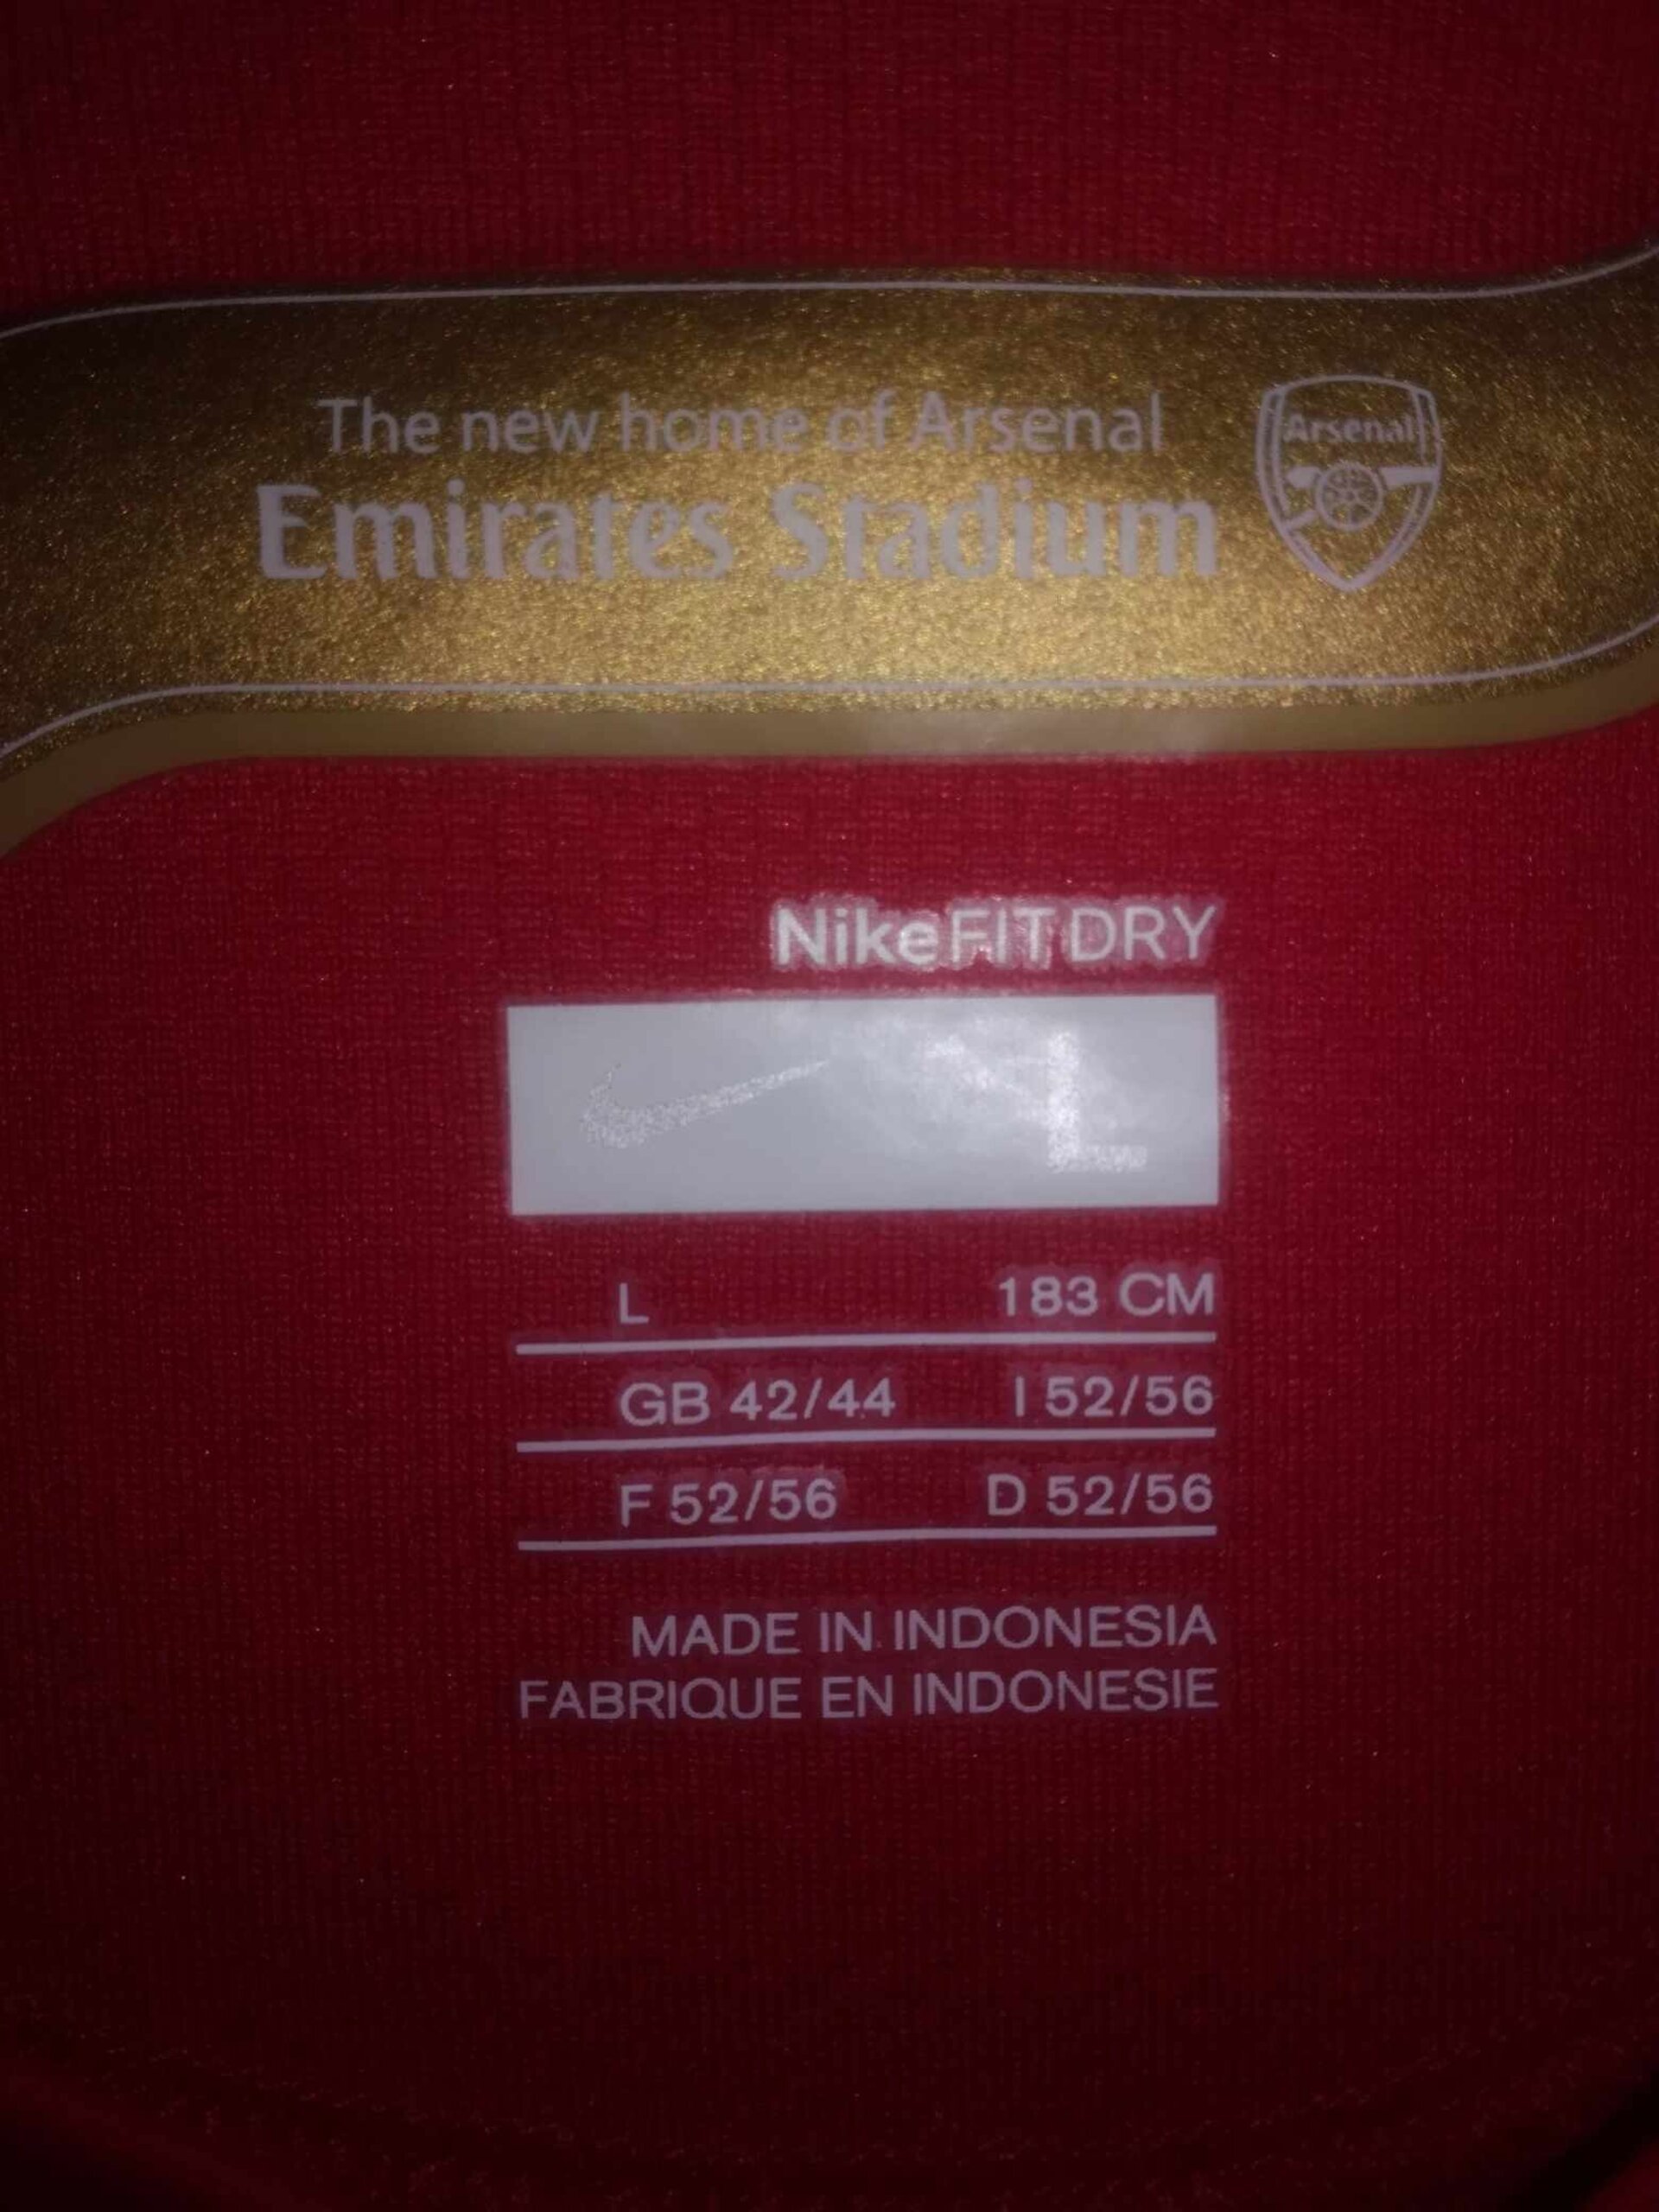 The new home of Arsenal
Emirates Stadium
Arsenal
NikeFIT DRY
L
L 183 CM
GB 42/44 I 52/56
F 52/56 D 52/56
MADE IN INDONESIA
FABRIQUE EN INDONESIE